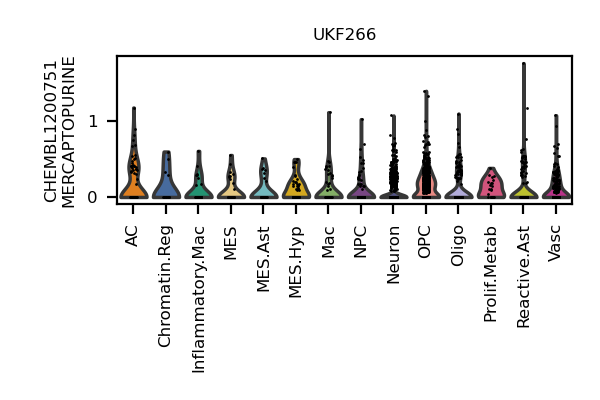 UKF266
CHEMBL1200751
MERCAPTOPURINE
1
0
AC
Chromatin.Reg
Inflammatory.Mac
MES
MES.Ast
MES.Hyp
Mac
NPC
Neuron
OPC
Oligo
Prolif.Metab
Reactive.Ast
Vasc